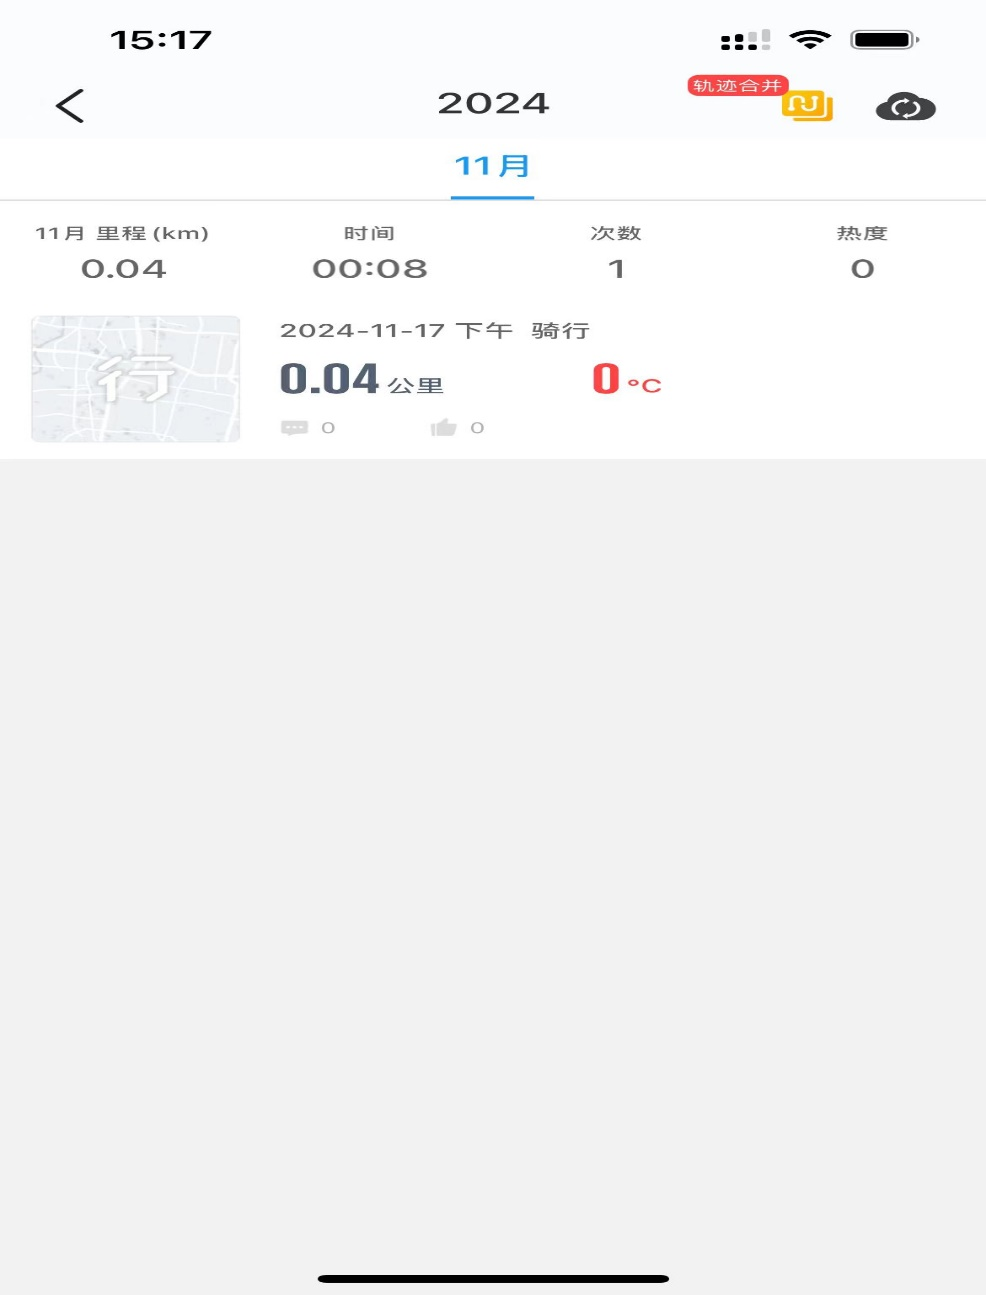 15:17
2024
轨迹合并
11月
11月 里程(km) 时间 次数 热度
0.04 00:08 1 0
行
2024-11-17 下午 骑行
0.04公里 0°C
0 0